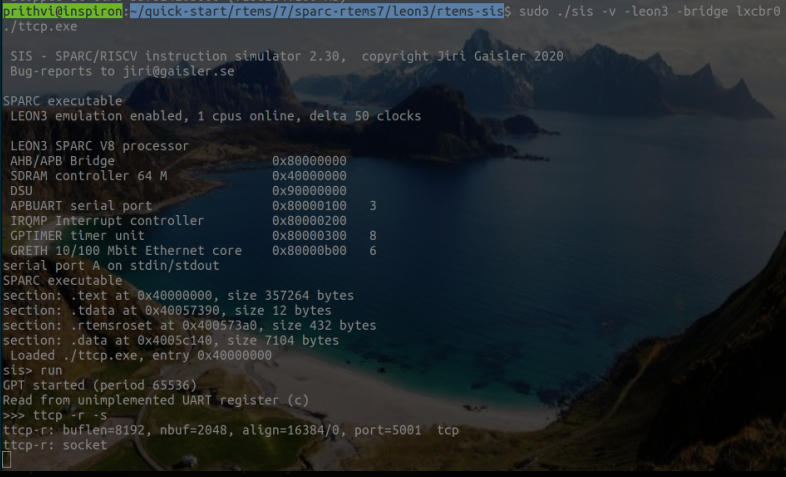 prithvi@inspiron:~/quick-start/rtems/7/sparc-rtems7/leon3/rtems-sis$ sudo ./sis -v -leon3 -bridge lxcbr0
./ttcp.exe
SIS - SPARC/RISCV instruction simulator 2.30,  copyright Jiri Gaisler 2020
Bug-reports to jiri@gaisler.se
SPARC executable
LEON3 emulation enabled, 1 cpus online, delta 50 clocks
LEON3 SPARC V8 processor
AHB/APB Bridge                     0x80000000
SDRAM controller 64 M              0x40000000
DSU                                0x90000000
APBUART serial port                0x80000100   3
IRQMP Interrupt controller         0x80000200
GPTIMER timer unit                 0x80000300   8
GRETH 10/100 Mbit Ethernet core    0x80000b00   6
serial port A on stdin/stdout
SPARC executable
section: .text at 0x40000000, size 357264 bytes
section: .tdata at 0x40057390, size 12 bytes
section: .rtemsroset at 0x400573a0, size 432 bytes
section: .data at 0x4005c140, size 7104 bytes
Loaded ./ttcp.exe, entry 0x40000000
sis> run
GPT started (period 65536)
Read from unimplemented UART register (c)
>>> ttcp -r -s
ttcp-r: buflen=8192, nbuf=2048, align=16384/0, port=5001  tcp
ttcp-r: socket